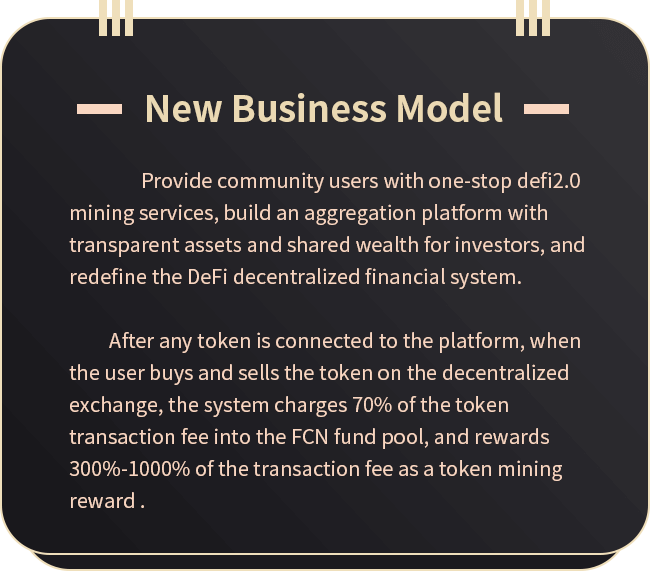 New Business Model
Provide community users with one-stop defi2.0
mining services, build an aggregation platform with
transparent assets and shared wealth for investors, and
redefine the DeFi decentralized financial system.
After any token is connected to the platform, when
the user buys and sells the token on the decentralized
exchange, the system charges 70% of the token
transaction fee into the FCN fund pool, and rewards
300%-1000% of the transaction fee as a token mining
reward .